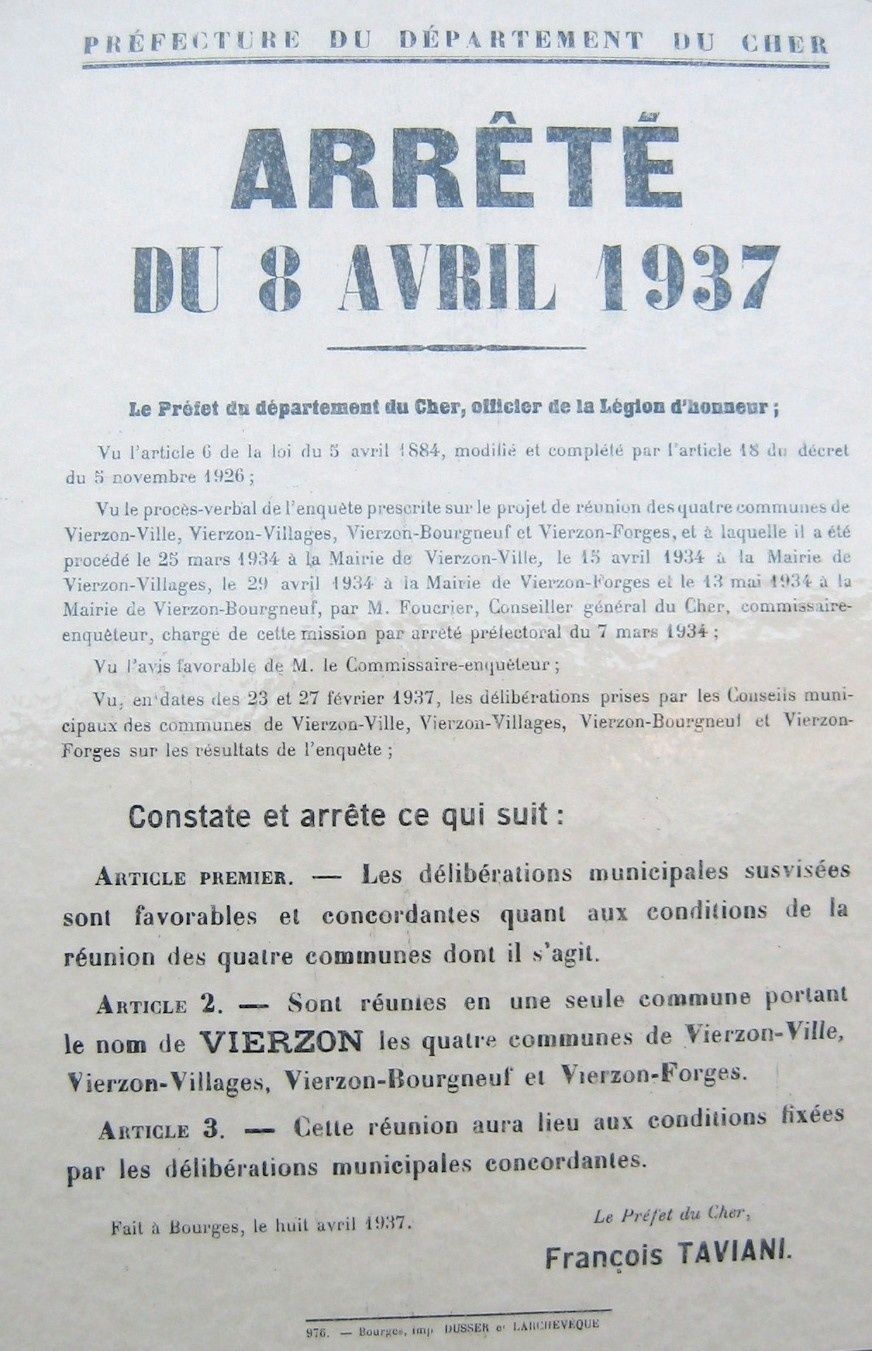 PRÉFECTURE DU DÉPARTEMENT DU CHER
ARRÊTÉ
DU 8 AVRIL 1937
Le Préfet du département du Cher, officier de la Légion d'honneur ;
Vu l'article 6 de la loi du 5 avril 1884, modifié et complété par l'article 18 du décret
du 5 novembre 1926 ;
Vu le procès-verbal de l'enquête prescrite sur le projet de réunion des quatre communes de
Vierzon-Ville, Vierzon-Villages, Vierzon-Bourgneuf et Vierzon-Forges, et à laquelle il a été
procédé le 25 mars 1934 à la Mairie de Vierzon-Ville, le 15 avril 1934 à la Mairie de
Vierzon-Villages, le 29 avril 1934 à la Mairie de Vierzon-Forges et le 13 mai 1934 à la
Mairie de Vierzon-Bourgneuf, par M. Foucrier, Conseiller général du Cher, commissaire-
enquêteur, charge de cette mission par arrêté préfectoral du 7 mars 1934 ;
Vu l'avis favorable de M. le Commissaire-enquêteur ;
Vu, en dates des 23 et 27 février 1937, les délibérations prises par les Conseils muni-
cipaux des communes de Vierzon-Ville, Vierzon-Villages, Vierzon-Bourgneuf et Vierzon-
Forges sur les résultats de l'enquête ;
Constate et arrête ce qui suit :
ARTICLE PREMIER. — Les délibérations municipales susvisées
sont favorables et concordantes quant aux conditions de la
réunion des quatre communes dont il s'agit.
ARTICLE 2. — Sont réunies en une seule commune portant
le nom de VIERZON les quatre communes de Vierzon-Ville,
Vierzon-Villages, Vierzon-Bourgneuf et Vierzon-Forges.
ARTICLE 3. — Cette réunion aura lieu aux conditions fixées
par les délibérations municipales concordantes.
Fait à Bourges, le huit avril 1937.
Le Préfet du Cher,
François TAVIANI.
976. — Bourges, imp. DUSSER et LARCHEVÊQUE